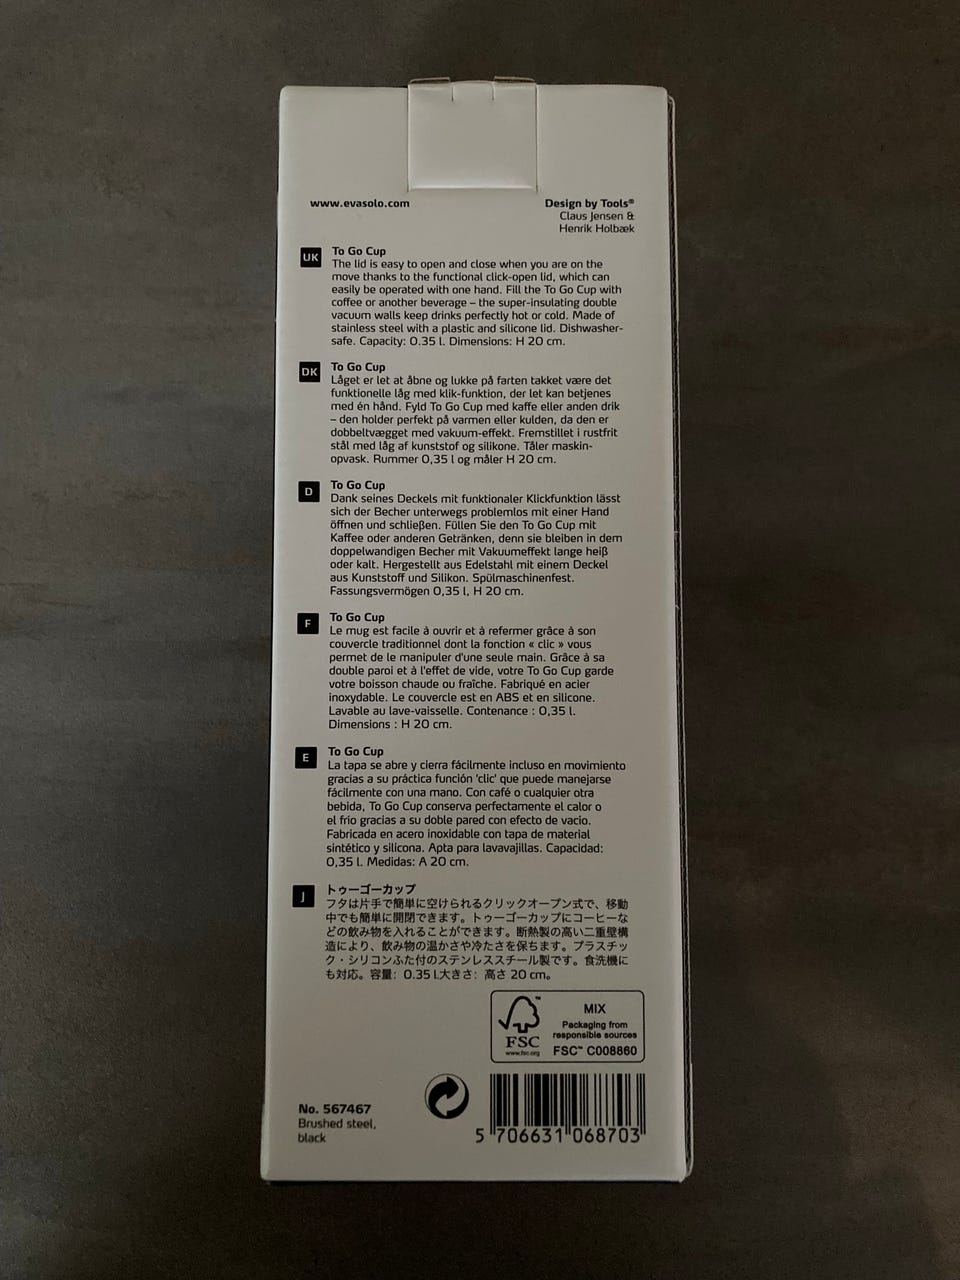 www.evasolo.com
Design by Tools®
Claus Jensen &
Henrik Holbæk
UK
To Go Cup
The lid is easy to open and close when you are on the
move thanks to the functional click-open lid, which can
easily be operated with one hand. Fill the To Go Cup with
coffee or another beverage – the super-insulating double
vacuum walls keep drinks perfectly hot or cold. Made of
stainless steel with a plastic and silicone lid. Dishwasher-
safe. Capacity: 0.35 l. Dimensions: H 20 cm.
DK
To Go Cup
Låget er let at åbne og lukke på farten takket være det
funktionelle låg med klik-funktion, der let kan betjenes
med én hånd. Fyld To Go Cup med kaffe eller anden drik
– den holder perfekt på varmen eller kulden, da den er
dobbeltvægget med vakuum-effekt. Fremstillet i rustfrit
stål med låg af kunststof og silikone. Tåler maskin-
opvask. Rummer 0,35 l og måler H 20 cm.
D
To Go Cup
Dank seines Deckels mit funktionaler Klickfunktion lässt
sich der Becher unterwegs problemlos mit einer Hand
öffnen und schließen. Füllen Sie den To Go Cup mit
Kaffee oder anderen Getränken, denn sie bleiben in dem
doppelwandigen Becher mit Vakuumeffekt lange heiß
oder kalt. Hergestellt aus Edelstahl mit einem Deckel
aus Kunststoff und Silikon. Spülmaschinenfest.
Fassungsvermögen 0,35 l, H 20 cm.
F
To Go Cup
Le mug est facile à ouvrir et à refermer grâce à son
couvercle traditionnel dont la fonction « clic » vous
permet de le manipuler d'une seule main. Grâce à sa
double paroi et à l'effet de vide, votre To Go Cup garde
votre boisson chaude ou fraîche. Fabriqué en acier
inoxydable. Le couvercle est en ABS et en silicone.
Lavable au lave-vaisselle. Contenance : 0,35 l.
Dimensions : H 20 cm.
E
To Go Cup
La tapa se abre y cierra fácilmente incluso en movimiento
gracias a su práctica función 'clic' que puede manejarse
fácilmente con una mano. Con café o cualquier otra
bebida, To Go Cup conserva perfectamente el calor o
el frio gracias a su doble pared con efecto de vacio.
Fabricada en acero inoxidable con tapa de material
sintético y silicona. Apta para lavavajillas. Capacidad:
0,35 l. Medidas: A 20 cm.
J
トゥーゴーカップ
フタは片手で簡単に空けられるクリックオープン式で、移動
中でも簡単に開閉できます。トゥーゴーカップにコーヒーな
どの飲み物を入れることができます。断熱製の高い二重壁構
造により、飲み物の温かさや冷たさを保ちます。プラスチッ
ク・シリコンふた付のステンレススチール製です。食洗機に
も対応。容量：0.35 l.大きさ：高さ 20 cm。
FSC™
www.fsc.org
MIX
Packaging from
responsible sources
FSC™ C008860
No. 567467
Brushed steel,
black
5 706631 068703